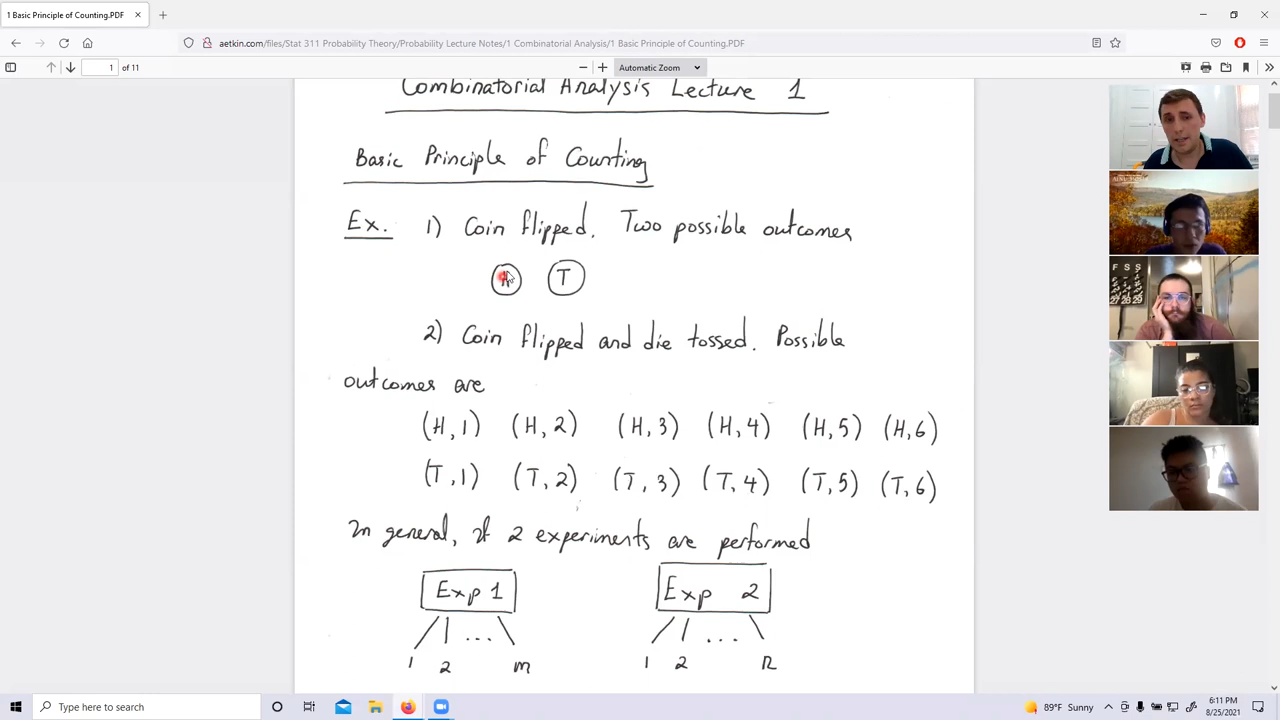 1 Basic Principle of Counting.PDF
aetkin.com/files/Stat 311 Probability Theory/Probability Lecture Notes/1 Combinatorial Analysis/1 Basic Principle of Counting.PDF
1 of 11
Automatic Zoom
Combinatorial Analysis Lecture 1
Basic Principle of Counting
Ex. 1) Coin flipped. Two possible outcomes
H T
2) Coin flipped and die tossed. Possible
outcomes are
(H, 1) (H, 2) (H, 3) (H, 4) (H, 5) (H, 6)
(T, 1) (T, 2) (T, 3) (T, 4) (T, 5) (T, 6)
In general, if 2 experiments are performed
Exp 1 Exp 2
1 2 ... m 1 2 ... n
F S S
27 28 29
Type here to search
89°F Sunny
6:11 PM
8/25/2021